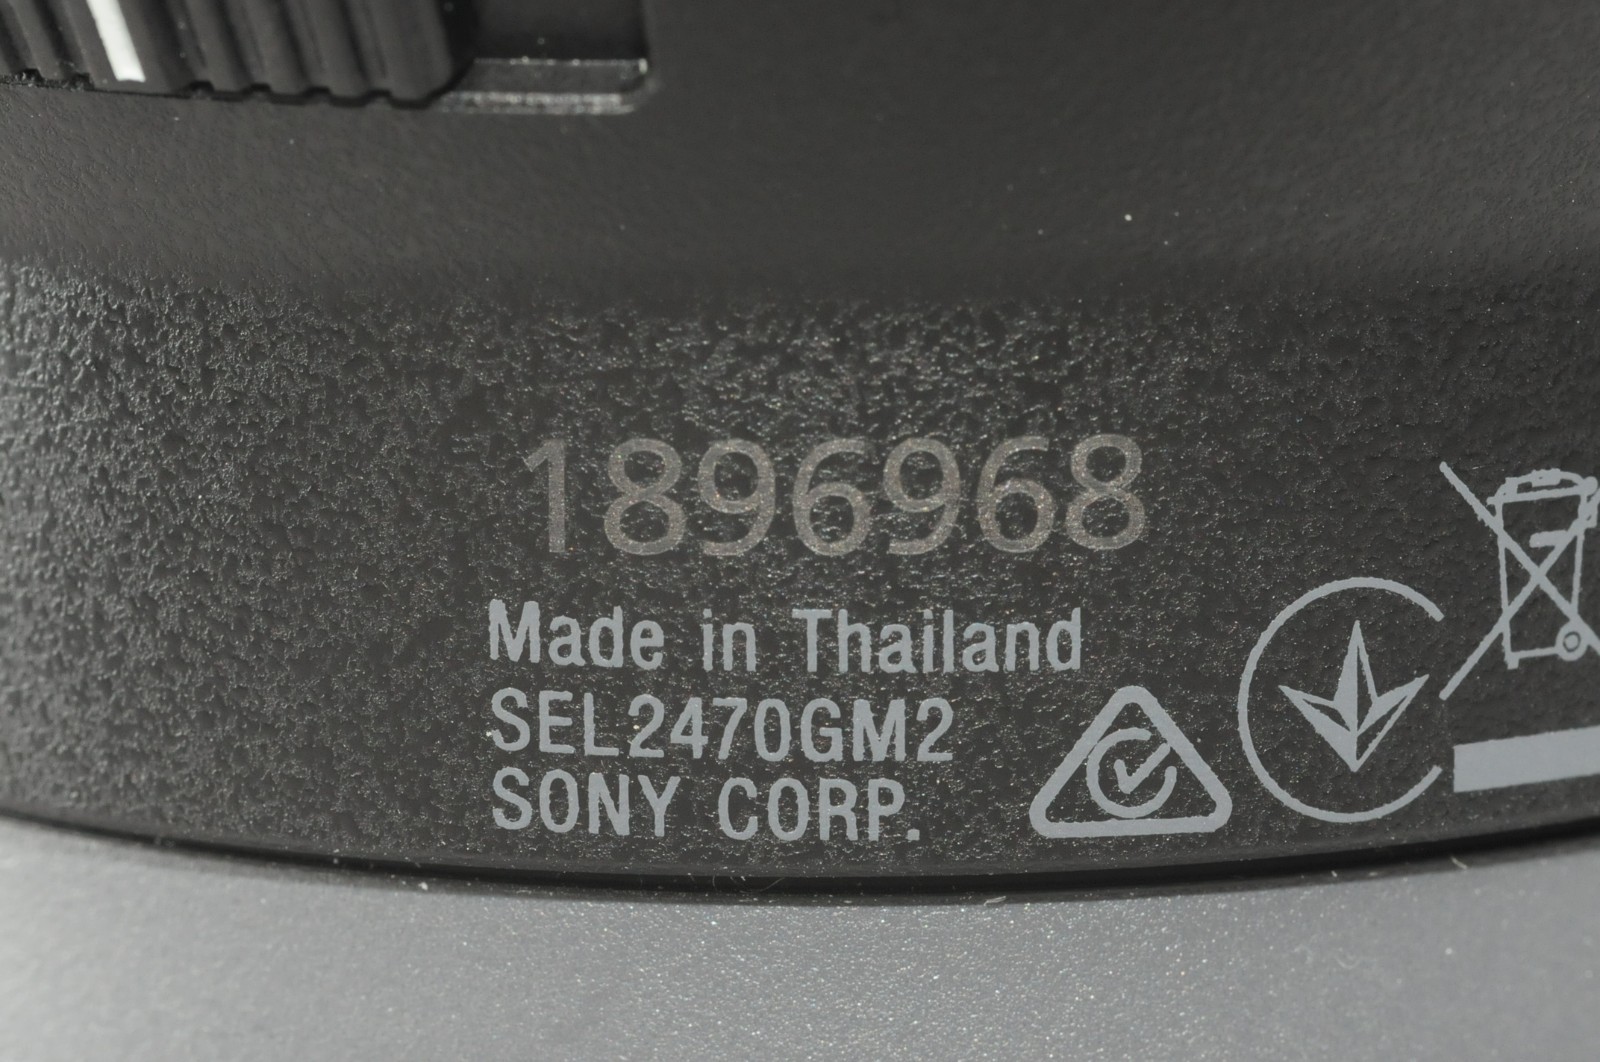 1896968
Made in Thailand
SEL2470GM2
SONY CORP.